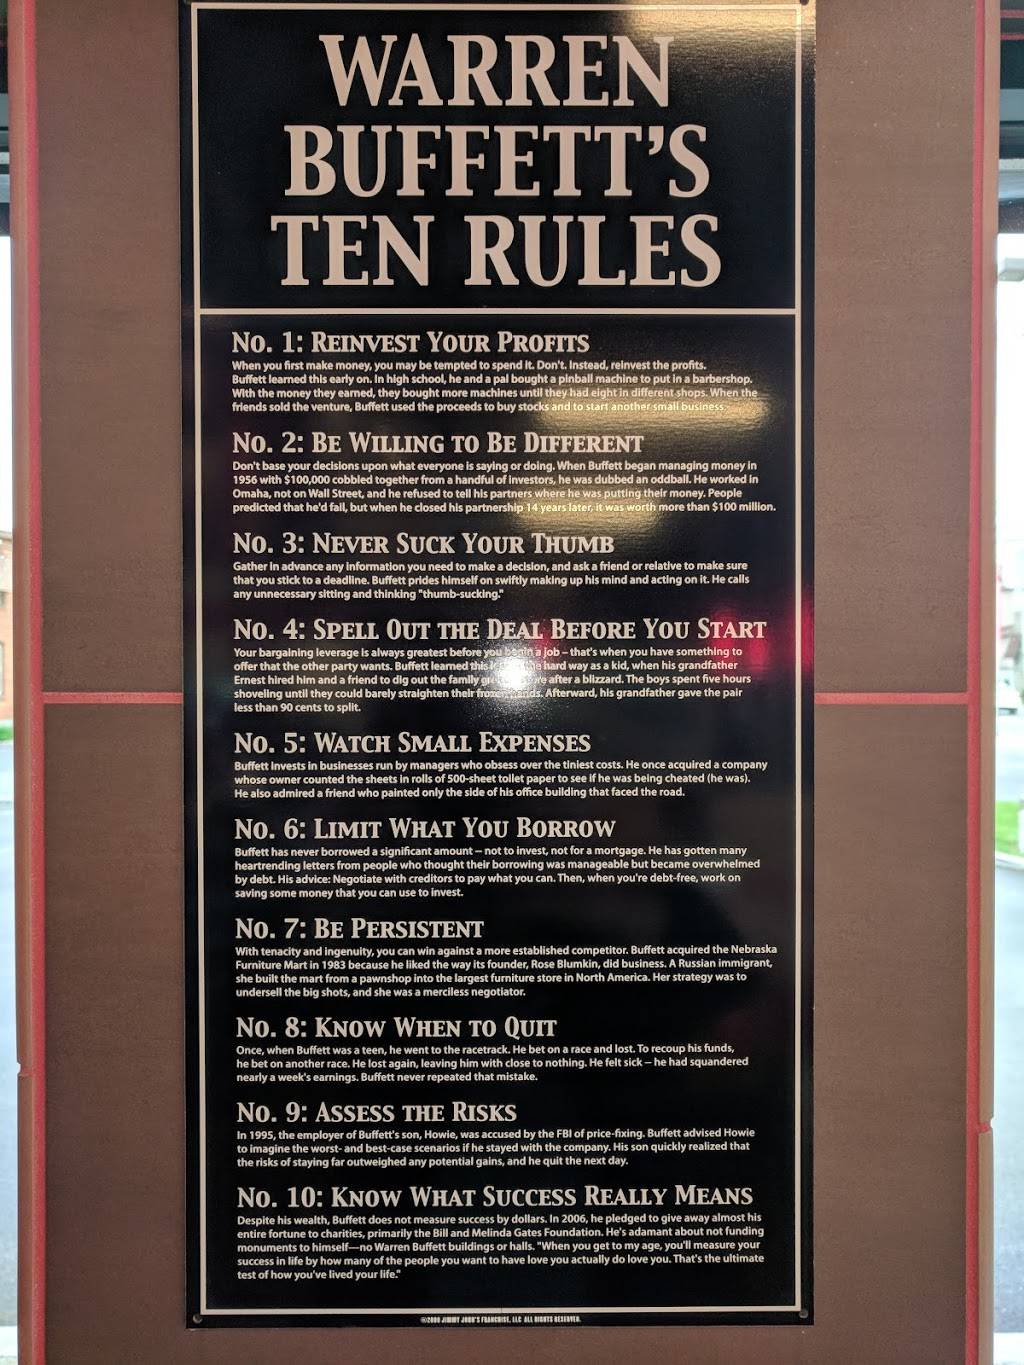 WARREN
BUFFETT'S
TEN RULES
No. 1: Reinvest Your Profits
When you first make money, you may be tempted to spend it. Don't. Instead, reinvest the profits.
Buffett learned this early on. In high school, he and a pal bought a pinball machine to put in a barbershop.
With the money they earned, they bought more machines until they had eight in different shops. When the
friends sold the venture, Buffett used the proceeds to buy stocks and to start another small business.
No. 2: Be Willing to Be Different
Don't base your decisions upon what everyone is saying or doing. When Buffett began managing money in
1956 with $100,000 cobbled together from a handful of investors, he was dubbed an oddball. He worked in
Omaha, not on Wall Street, and he refused to tell his partners where he was putting their money. People
predicted that he'd fail, but when he closed his partnership 14 years later, it was worth more than $100 million.
No. 3: Never Suck Your Thumb
Gather in advance any information you need to make a decision, and ask a friend or relative to make sure
that you stick to a deadline. Buffett prides himself on swiftly making up his mind and acting on it. He calls
any unnecessary sitting and thinking "thumb-sucking."
No. 4: Spell Out the Deal Before You Start
Your bargaining leverage is always greatest before you begin a job – that's when you have something to
offer that the other party wants. Buffett learned this the hard way as a kid, when his grandfather
Ernest hired him and a friend to dig out the family after a blizzard. The boys spent five hours
shoveling until they could barely straighten their frozen hands. Afterward, his grandfather gave the pair
less than 90 cents to split.
No. 5: Watch Small Expenses
Buffett invests in businesses run by managers who obsess over the tiniest costs. He once acquired a company
whose owner counted the sheets in rolls of 500-sheet toilet paper to see if he was being cheated (he was).
He also admired a friend who painted only the side of his office building that faced the road.
No. 6: Limit What You Borrow
Buffett has never borrowed a significant amount – not to invest, not for a mortgage. He has gotten many
heartrending letters from people who thought their borrowing was manageable but became overwhelmed
by debt. His advice: Negotiate with creditors to pay what you can. Then, when you're debt-free, work on
saving some money that you can use to invest.
No. 7: Be Persistent
With tenacity and ingenuity, you can win against a more established competitor. Buffett acquired the Nebraska
Furniture Mart in 1983 because he liked the way its founder, Rose Blumkin, did business. A Russian immigrant,
she built the mart from a pawnshop into the largest furniture store in North America. Her strategy was to
undersell the big shots, and she was a merciless negotiator.
No. 8: Know When to Quit
Once, when Buffett was a teen, he went to the racetrack. He bet on a race and lost. To recoup his funds,
he bet on another race. He lost again, leaving him with close to nothing. He felt sick – he had squandered
nearly a week's earnings. Buffett never repeated that mistake.
No. 9: Assess the Risks
In 1995, the employer of Buffett's son, Howie, was accused by the FBI of price-fixing. Buffett advised Howie
to imagine the worst- and best-case scenarios if he stayed with the company. His son quickly realized that
the risks of staying far outweighed any potential gains, and he quit the next day.
No. 10: Know What Success Really Means
Despite his wealth, Buffett does not measure success by dollars. In 2006, he pledged to give away almost his
entire fortune to charities, primarily the Bill and Melinda Gates Foundation. He's adamant about not funding
monuments to himself—no Warren Buffett buildings or halls. "When you get to my age, you'll measure your
success in life by how many of the people you want to have love you actually do love you. That's the ultimate
test of how you've lived your life."
©2008 JIMMY JOHN'S FRANCHISE, LLC ALL RIGHTS RESERVED.